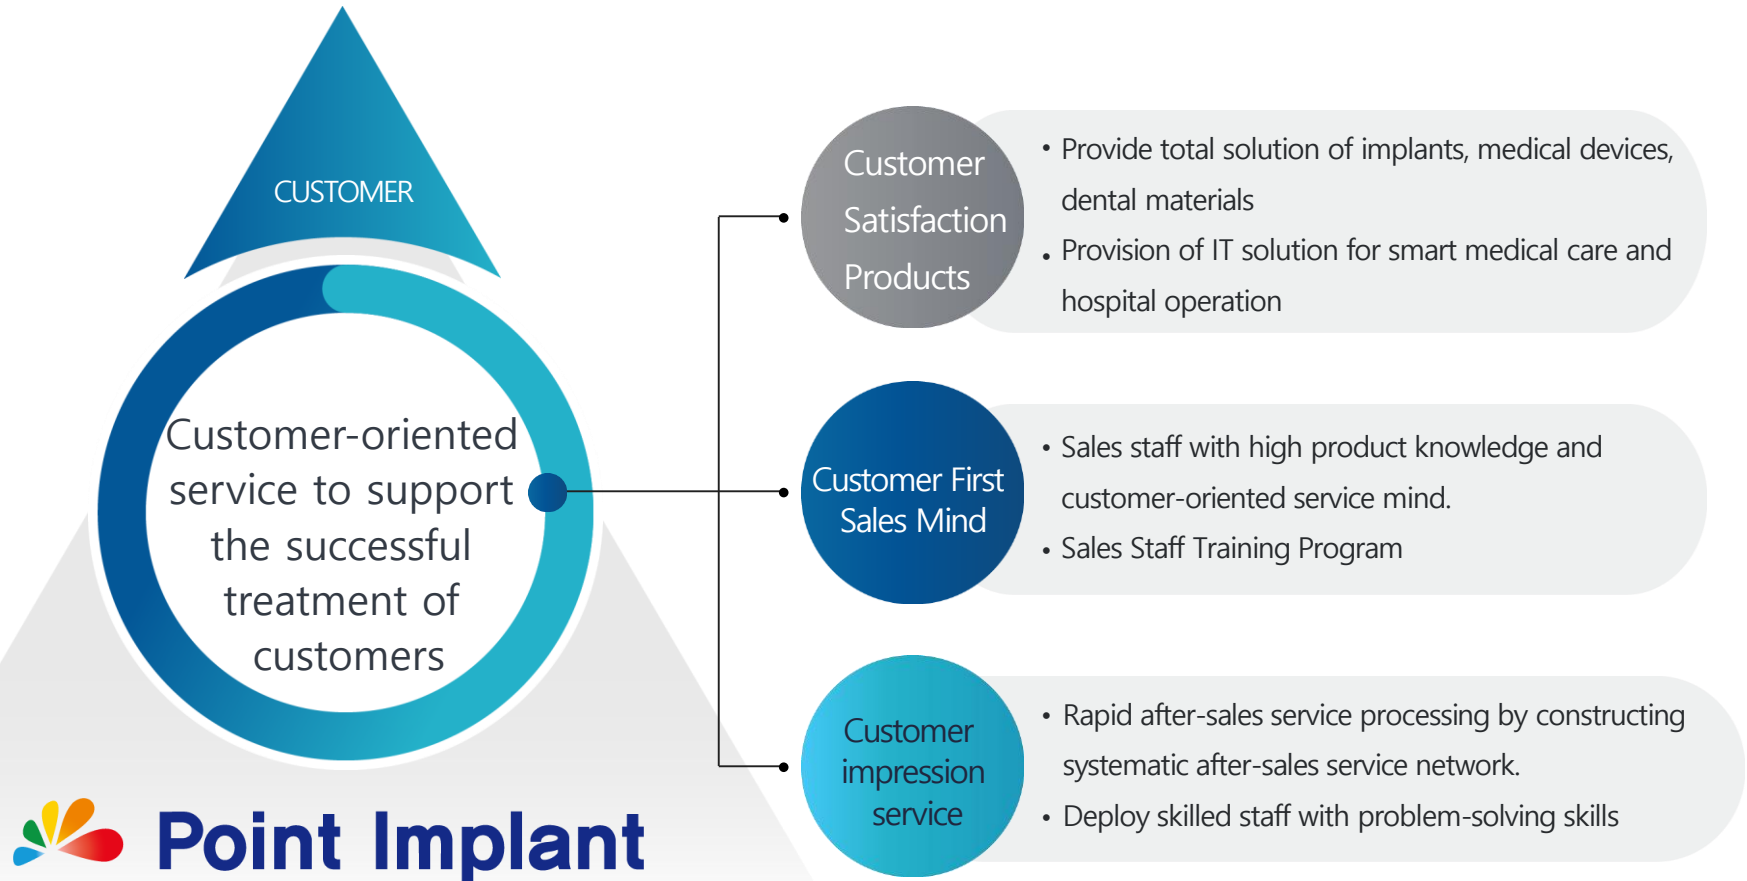 CUSTOMER
Customer-oriented
service to support
the successful
treatment of
customers
Point Implant
Customer
Satisfaction
Products
• Provide total solution of implants, medical devices,
dental materials
• Provision of IT solution for smart medical care and
hospital operation
Customer First
Sales Mind
• Sales staff with high product knowledge and
customer-oriented service mind.
• Sales Staff Training Program
Customer
impression
service
• Rapid after-sales service processing by constructing
systematic after-sales service network.
• Deploy skilled staff with problem-solving skills